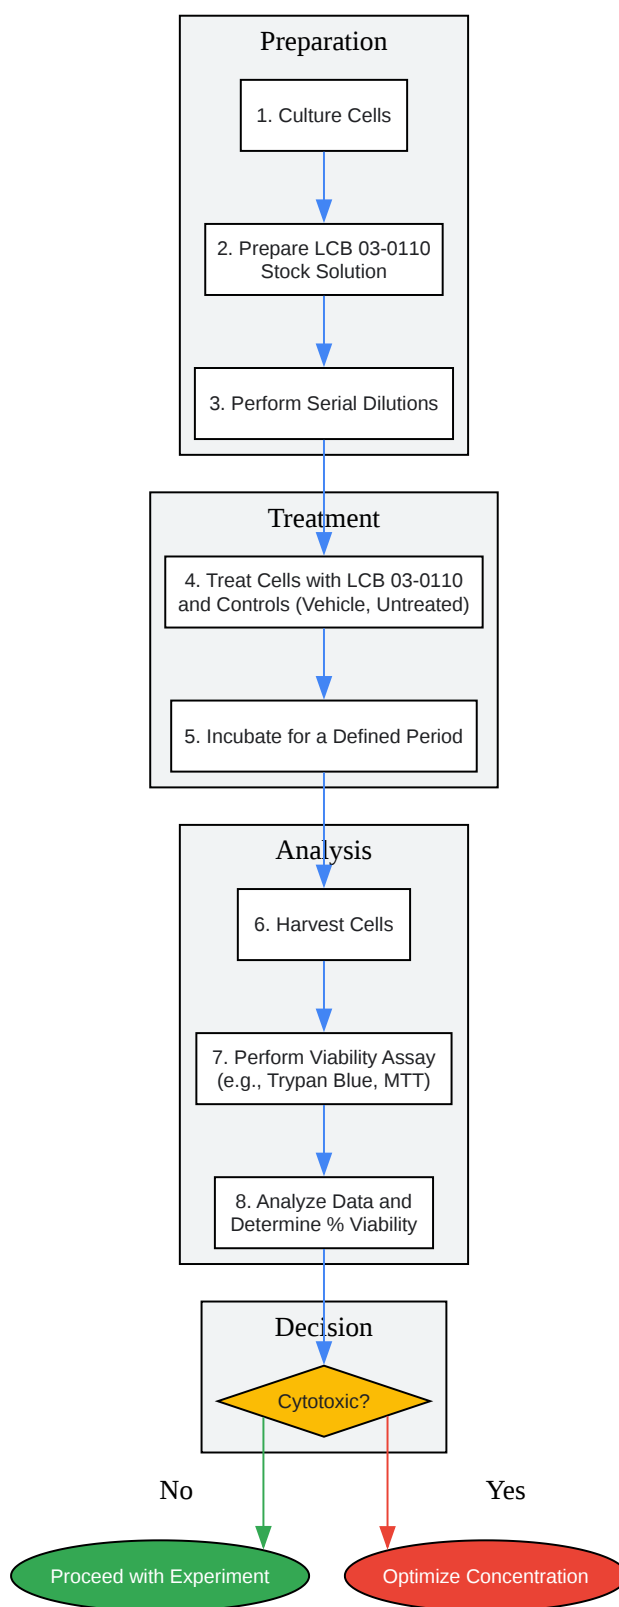 Preparation
1. Culture Cells
2. Prepare LCB 03-0110
Stock Solution
3. Perform Serial Dilutions
Treatment
4. Treat Cells with LCB 03-0110
and Controls (Vehicle, Untreated)
5. Incubate for a Defined Period
Analysis
6. Harvest Cells
7. Perform Viability Assay
(e.g., Trypan Blue, MTT)
8. Analyze Data and
Determine % Viability
Decision
Cytotoxic?
No
Yes
Proceed with Experiment
Optimize Concentration